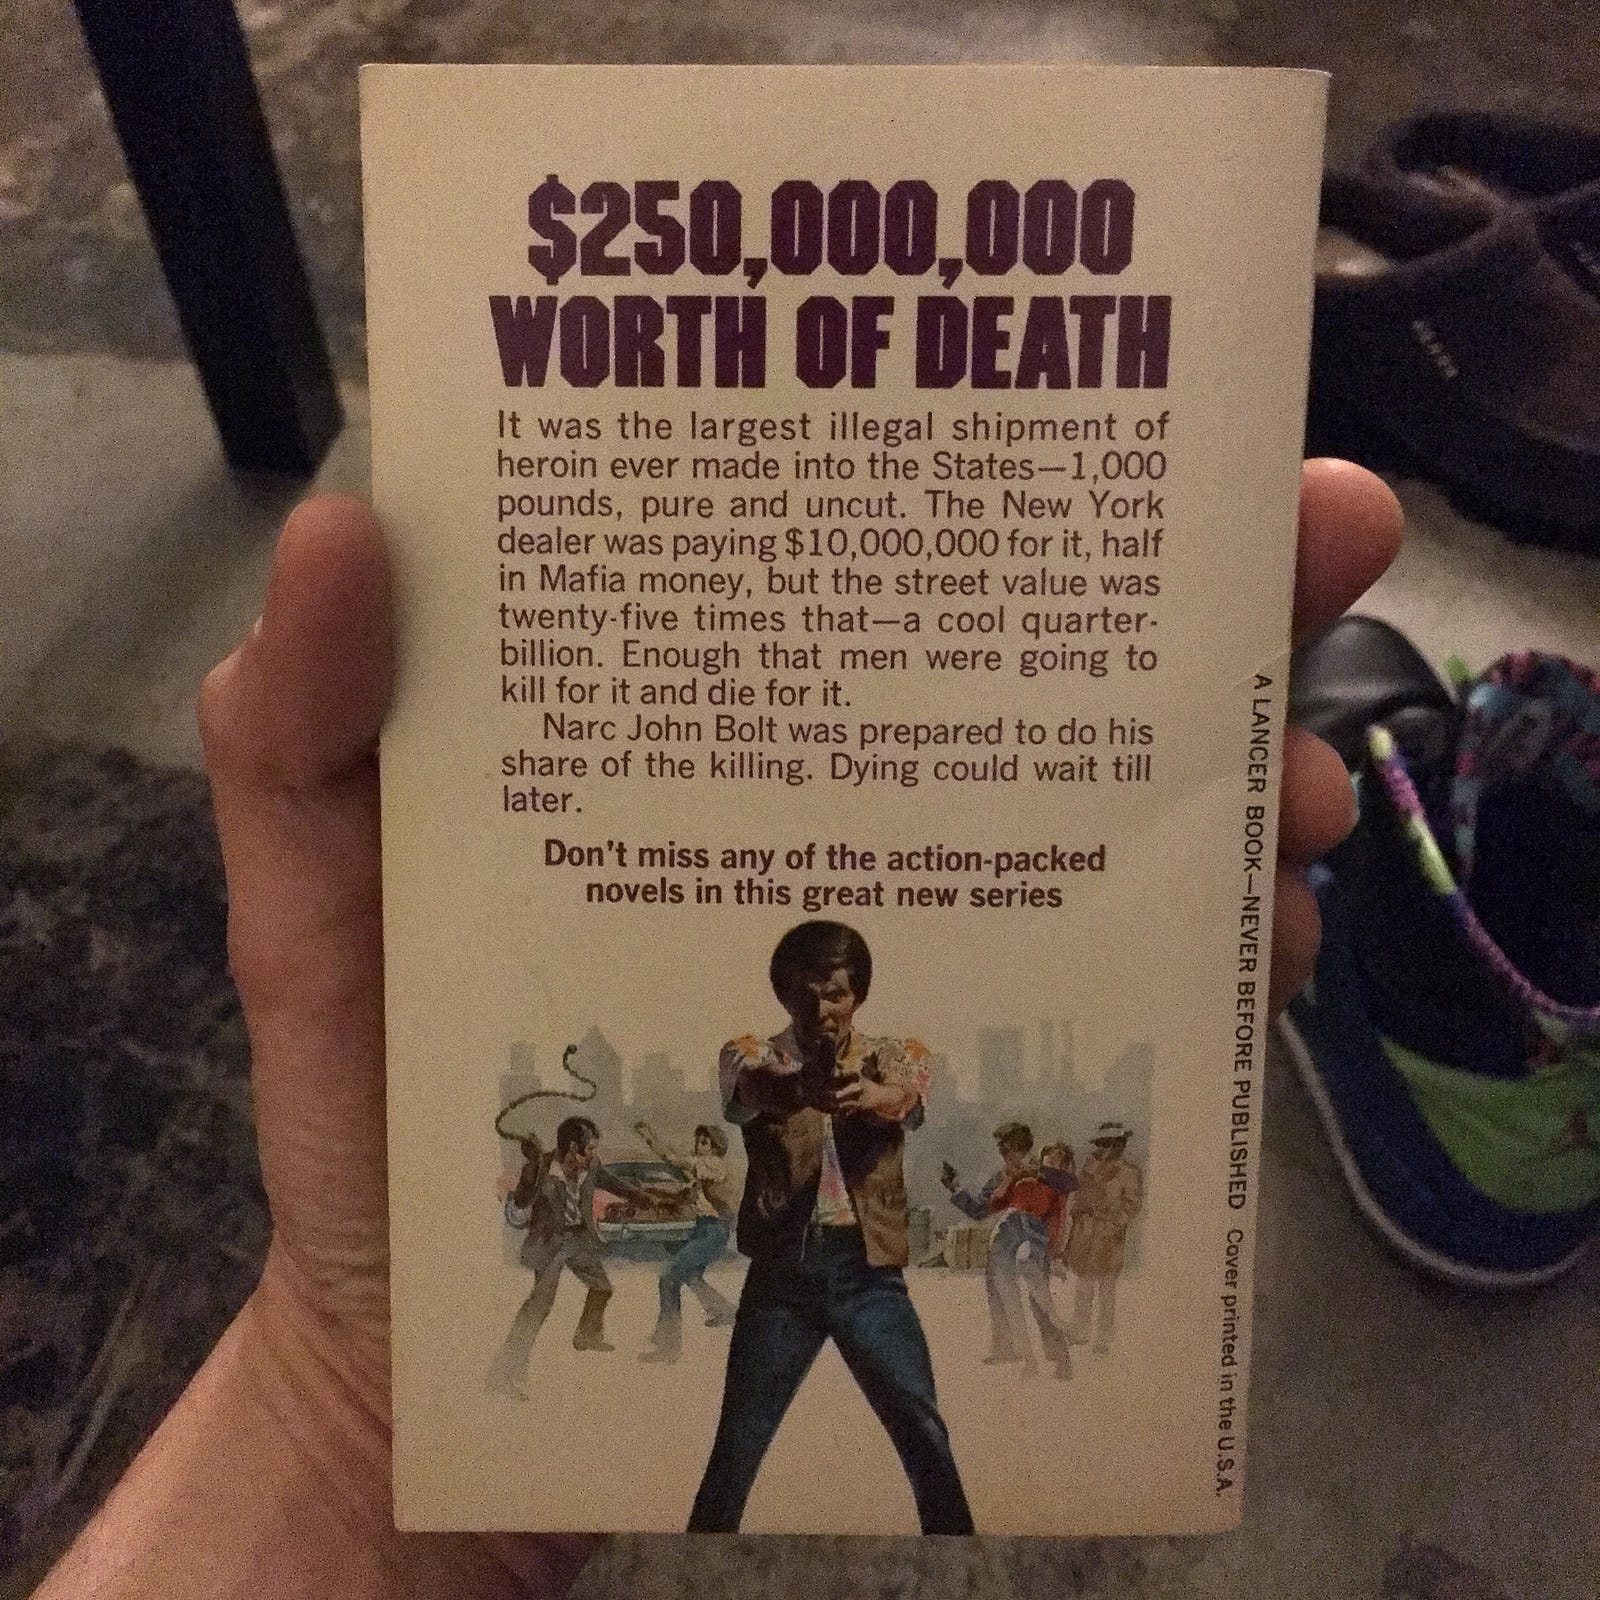 $250,000,000
WORTH OF DEATH
It was the largest illegal shipment of
heroin ever made into the States—1,000
pounds, pure and uncut. The New York
dealer was paying $10,000,000 for it, half
in Mafia money, but the street value was
twenty-five times that—a cool quarter-
billion. Enough that men were going to
kill for it and die for it.
Narc John Bolt was prepared to do his
share of the killing. Dying could wait till
later.
Don't miss any of the action-packed
novels in this great new series
A LANCER BOOK—NEVER BEFORE PUBLISHED Cover printed in the U.S.A.